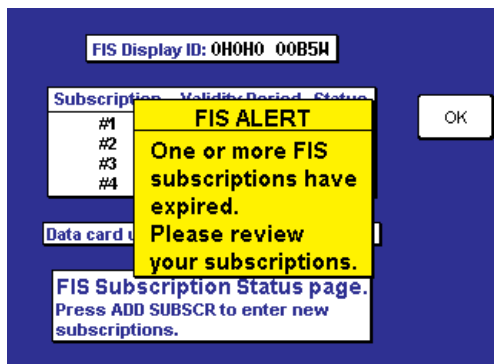 FIS Display ID: 0H0H0 00B5W
Subscription Validity Period Status
FIS ALERT
OK
#1
#2
#3
#4
One or more FIS
subscriptions have
expired.
Please review
your subscriptions.
Data card
FIS Subscription Status page.
Press ADD SUBSCR to enter new
subscriptions.